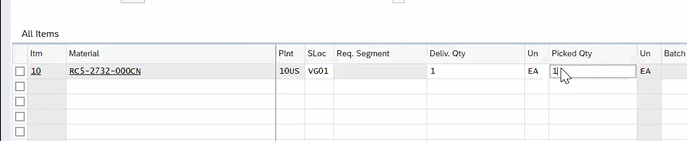 All Items
Itm Material Plnt SLoc Req. Segment Deliv. Qty Un Picked Qty Un Batch
10 RC5-2732-000CN 10US VG01 1 EA 1 EA